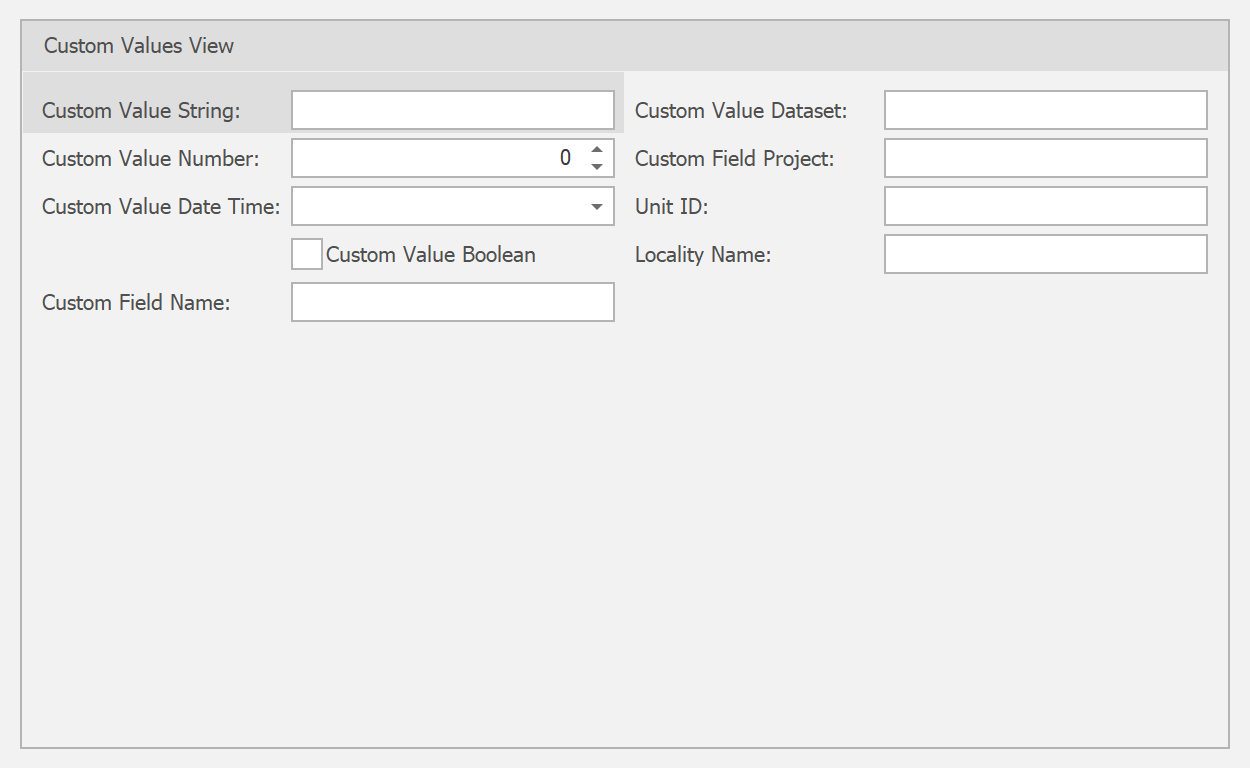 Custom Values View
Custom Value String:
Custom Value Dataset:
Custom Value Number:
0
Custom Field Project:
Custom Value Date Time:
Unit ID:
Custom Value Boolean
Locality Name:
Custom Field Name: